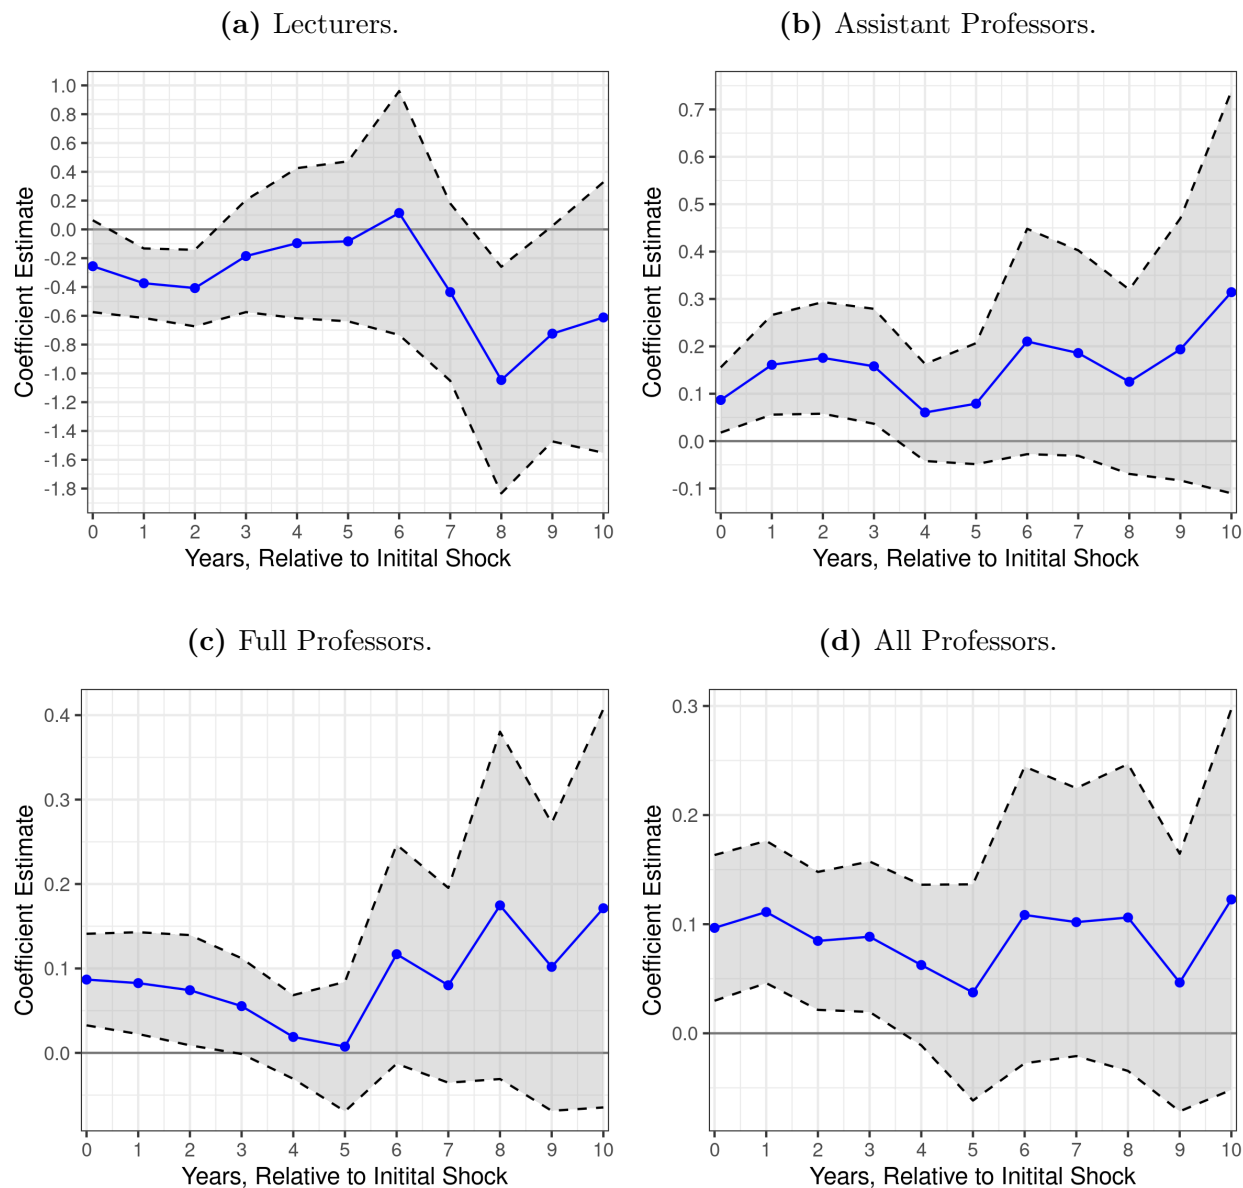 (a) Lecturers.
(b) Assistant Professors.
Coefficient Estimate
1.0
0.8
0.6
0.4
0.2
0.0
-0.2
-0.4
-0.6
-0.8
-1.0
-1.2
-1.4
-1.6
-1.8
0 1 2 3 4 5 6 7 8 9 10
Years, Relative to Initital Shock
Coefficient Estimate
0.7
0.6
0.5
0.4
0.3
0.2
0.1
0.0
-0.1
0 1 2 3 4 5 6 7 8 9 10
Years, Relative to Initital Shock
(c) Full Professors.
(d) All Professors.
Coefficient Estimate
0.4
0.3
0.2
0.1
0.0
0 1 2 3 4 5 6 7 8 9 10
Years, Relative to Initital Shock
Coefficient Estimate
0.3
0.2
0.1
0.0
0 1 2 3 4 5 6 7 8 9 10
Years, Relative to Initital Shock